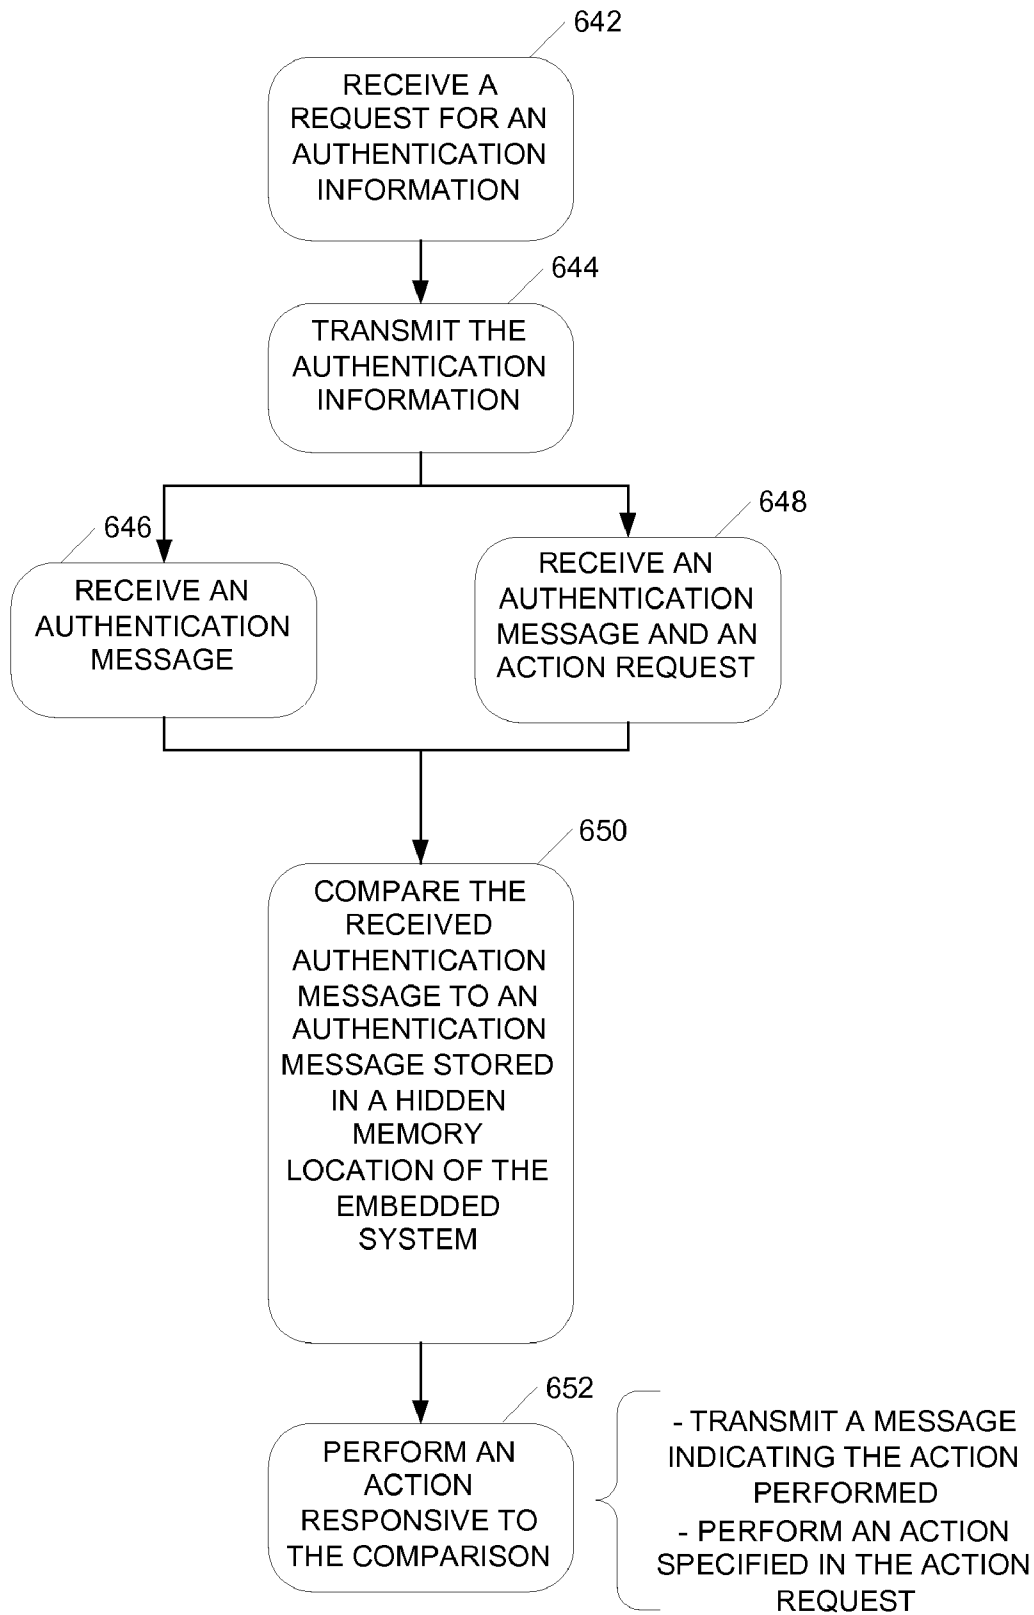 642
RECEIVE A
REQUEST FOR AN
AUTHENTICATION
INFORMATION
644
TRANSMIT THE
AUTHENTICATION
INFORMATION
646
RECEIVE AN
AUTHENTICATION
MESSAGE
648
RECEIVE AN
AUTHENTICATION
MESSAGE AND AN
ACTION REQUEST
650
COMPARE THE
RECEIVED
AUTHENTICATION
MESSAGE TO AN
AUTHENTICATION
MESSAGE STORED
IN A HIDDEN
MEMORY
LOCATION OF THE
EMBEDDED
SYSTEM
652
PERFORM AN
ACTION
RESPONSIVE TO
THE COMPARISON
- TRANSMIT A MESSAGE
INDICATING THE ACTION
PERFORMED
- PERFORM AN ACTION
SPECIFIED IN THE ACTION
REQUEST